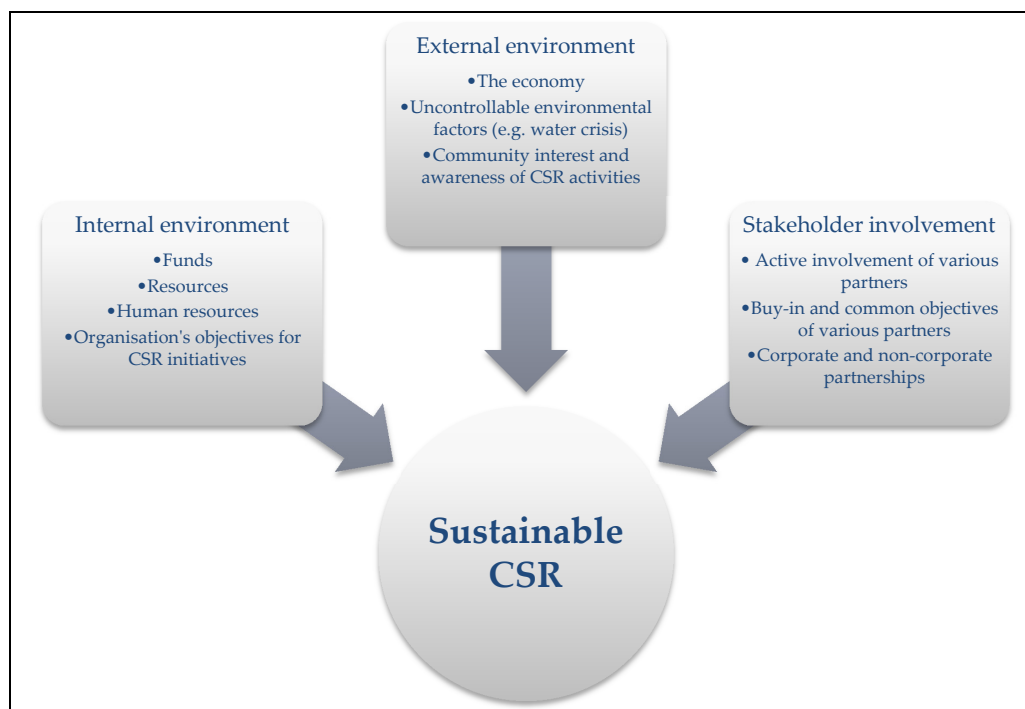 External environment
•The economy
•Uncontrollable environmental
factors (e.g. water crisis)
•Community interest and
awareness of CSR activities
Internal environment
•Funds
•Resources
•Human resources
•Organisation's objectives for
CSR initiatives
Stakeholder involvement
• Active involvement of various
partners
•Buy-in and common objectives
of various partners
•Corporate and non-corporate
partnerships
Sustainable
CSR